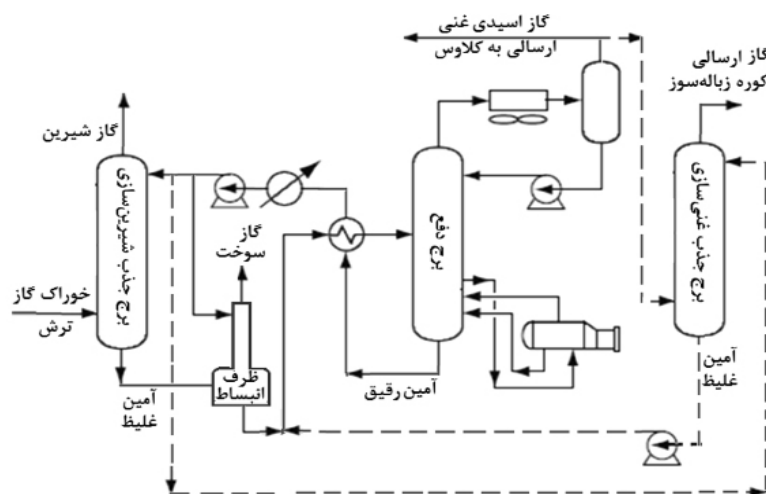 گاز اسیدی غنی
ارسالی به کلاوس
گاز ارسالی
کوره زباله‌سوز
گاز شیرین
برج جذب شیرین‌سازی
برج دفع
برج جذب غنی‌سازی
گاز
سوخت
خوراک گاز
ترش
ظرف
انبساط
آمین
غلیظ
آمین رقیق
آمین
غلیظ